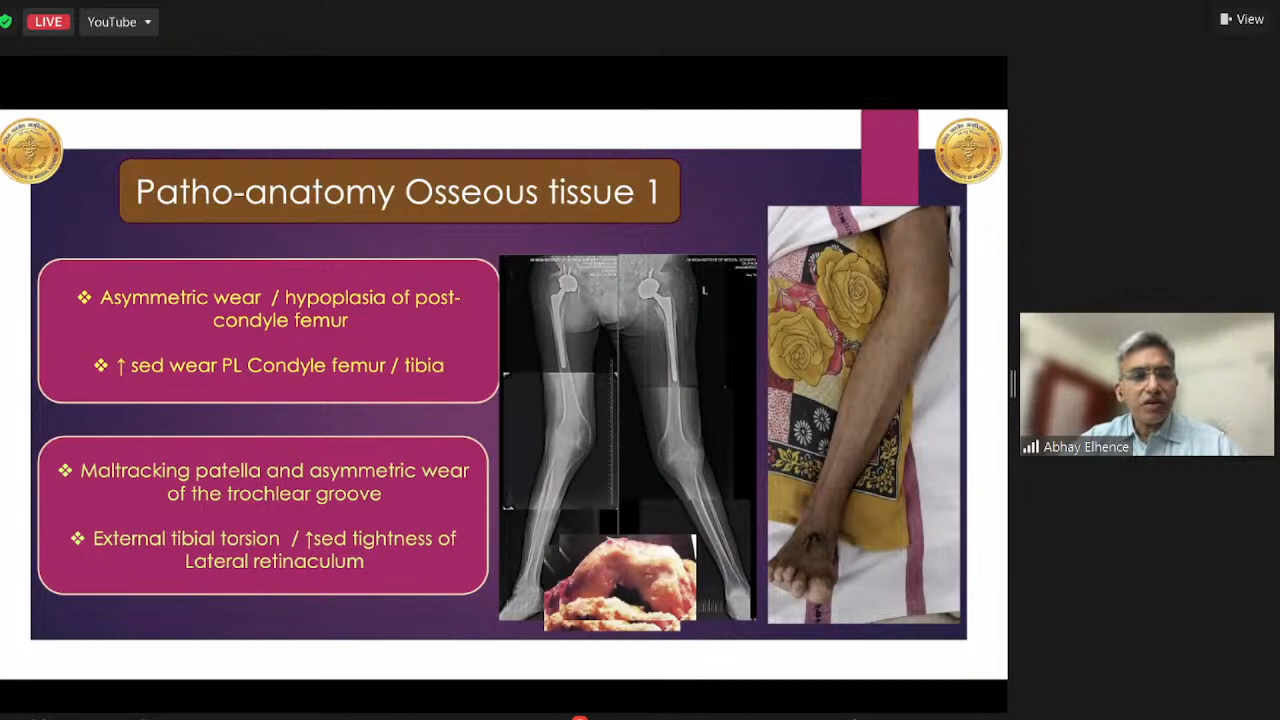 LIVE
YouTube
View
Patho-anatomy Osseous tissue 1
❖ Asymmetric wear / hypoplasia of post-
condyle femur
❖ ↑ sed wear PL Condyle femur / tibia
❖ Maltracking patella and asymmetric wear
of the trochlear groove
❖ External tibial torsion / ↑sed tightness of
Lateral retinaculum
L
Abhay Elhence